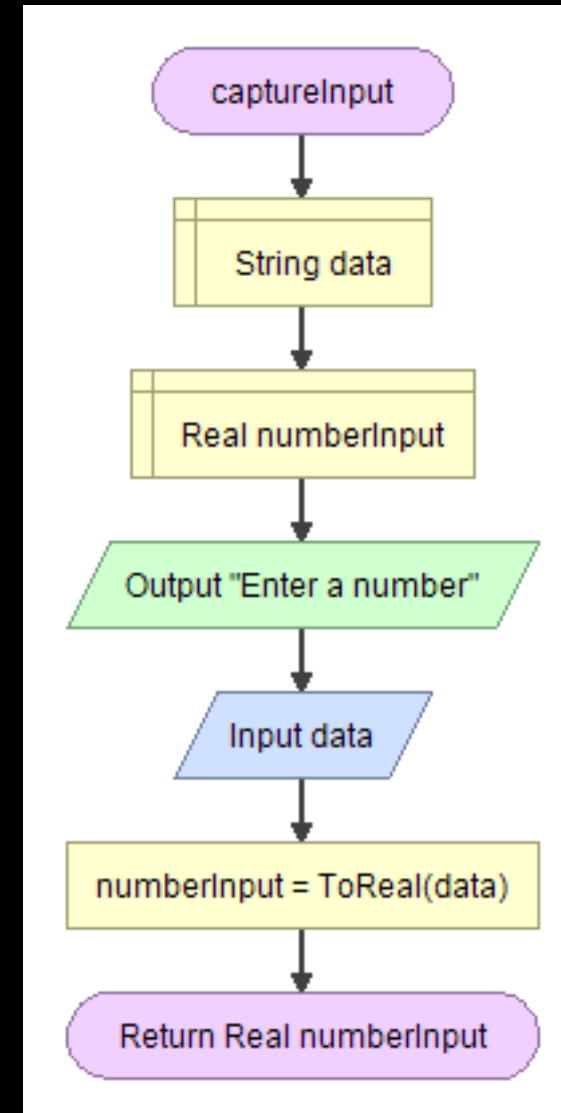 captureInput
String data
Real numberInput
Output "Enter a number"
Input data
numberInput = ToReal(data)
Return Real numberInput